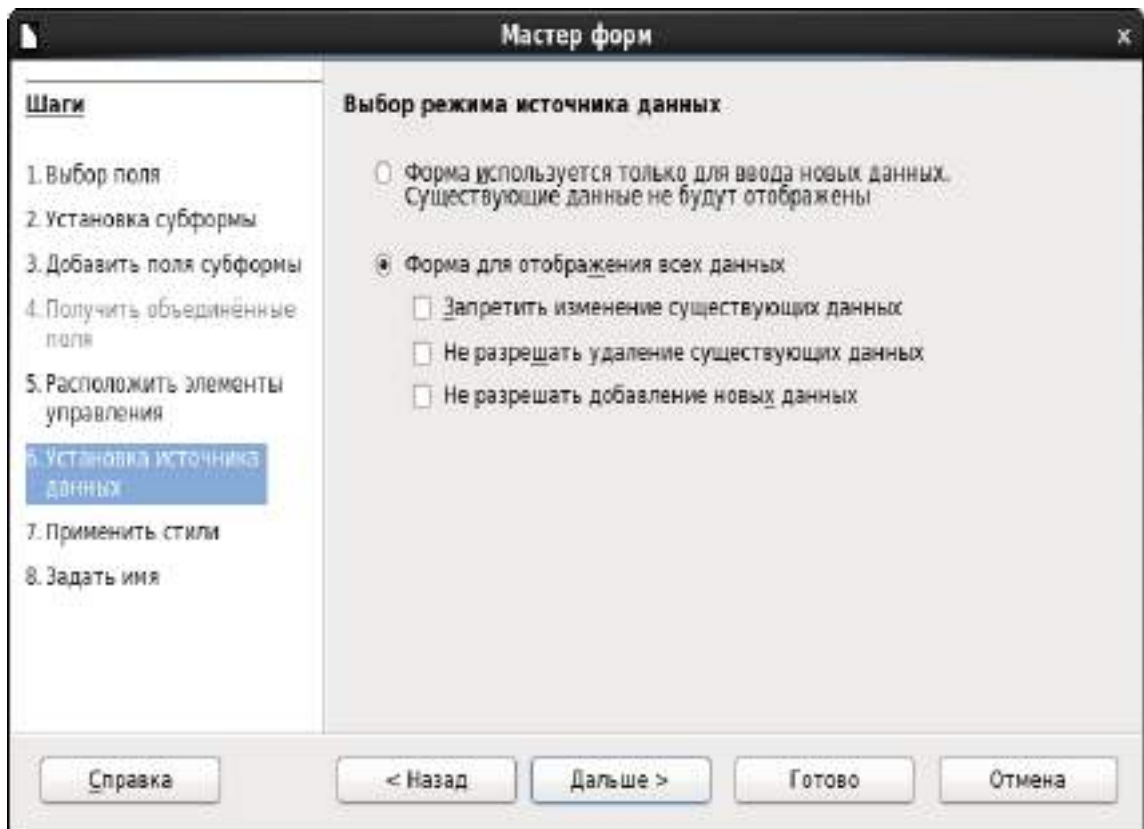 Мастер форм
x
Шаги
1. Выбор поля
2. Установка субформы
3. Добавить поля субформы
4. Получить объединённые
поля
5. Расположить элементы
управления
6. Установка источника
данных
7. Применить стили
8. Задать имя
Выбор режима источника данных
Форма используется только для ввода новых данных.
Существующие данные не будут отображены
Форма для отображения всех данных
Запретить изменение существующих данных
Не разрешать удаление существующих данных
Не разрешать добавление новых данных
Справка
< Назад
Дальше >
Готово
Отмена